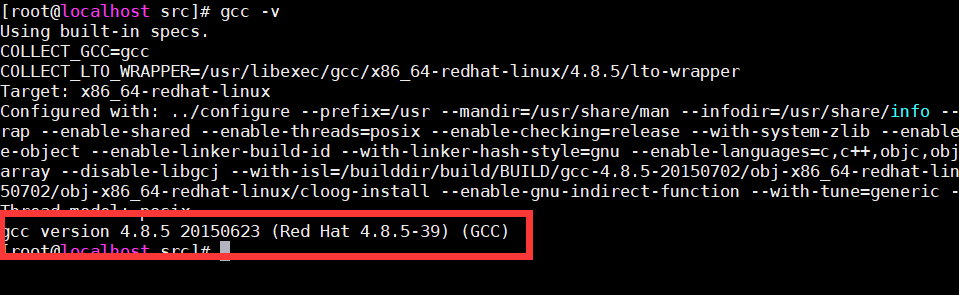 [root@localhost src]# gcc -v
Using built-in specs.
COLLECT_GCC=gcc
COLLECT_LTO_WRAPPER=/usr/libexec/gcc/x86_64-redhat-linux/4.8.5/lto-wrapper
Target: x86_64-redhat-linux
Configured with: ../configure --prefix=/usr --mandir=/usr/share/man --infodir=/usr/share/info --
rap --enable-shared --enable-threads=posix --enable-checking=release --with-system-zlib --enable
e-object --enable-linker-build-id --with-linker-hash-style=gnu --enable-languages=c,c++,objc,obj
array --disable-libgcj --with-isl=/builddir/build/BUILD/gcc-4.8.5-20150702/obj-x86_64-redhat-lin
50702/obj-x86_64-redhat-linux/cloog-install --enable-gnu-indirect-function --with-tune=generic -
Thread model: posix
gcc version 4.8.5 20150623 (Red Hat 4.8.5-39) (GCC)
[root@localhost src]#